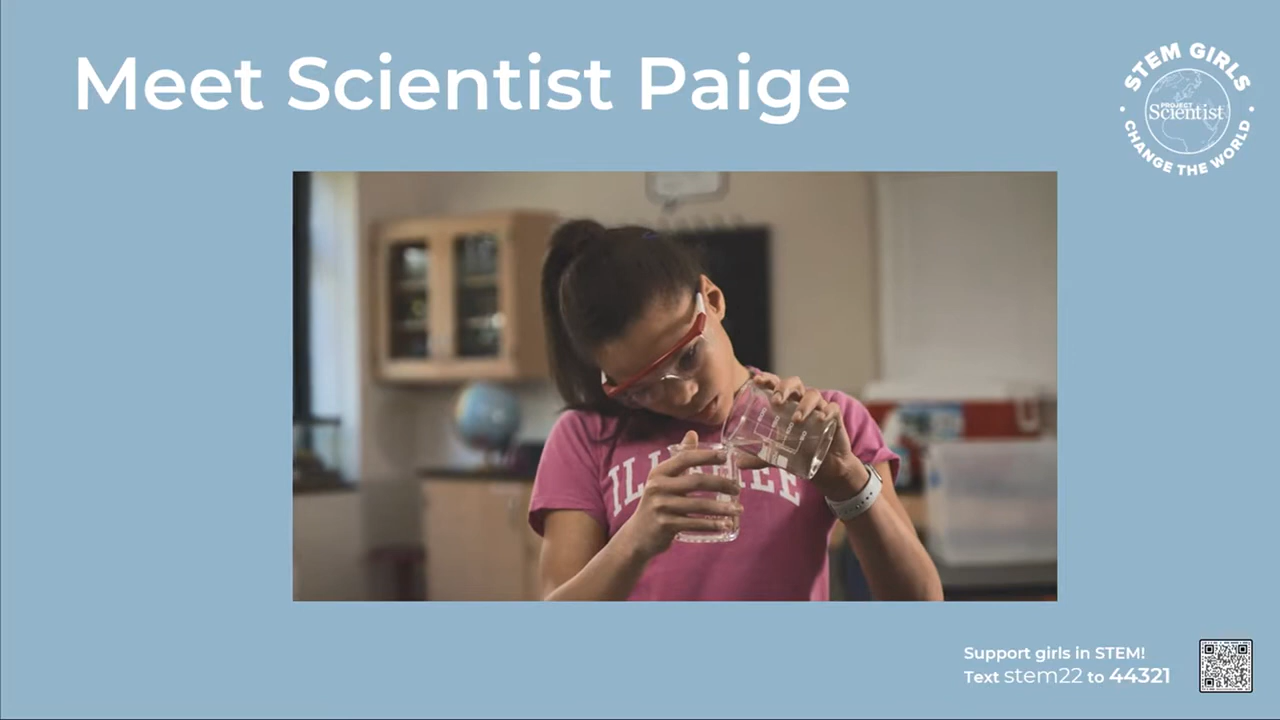 Meet Scientist Paige
STEM GIRLS
PROJECT
Scientist
CHANGE THE WORLD
Support girls in STEM!
Text stem22 to 44321